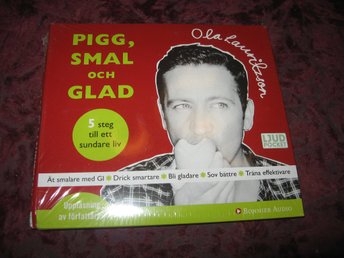 PIGG,
SMAL
OCH
GLAD
Ola Lauritzson
5 steg
till ett
sundare liv
LJUD
POCKET
Ät smalare med GI Drick smartare Bli gladare Sov bättre Träna effektivare
Uppläsning
av författaren
BONNIER AUDIO